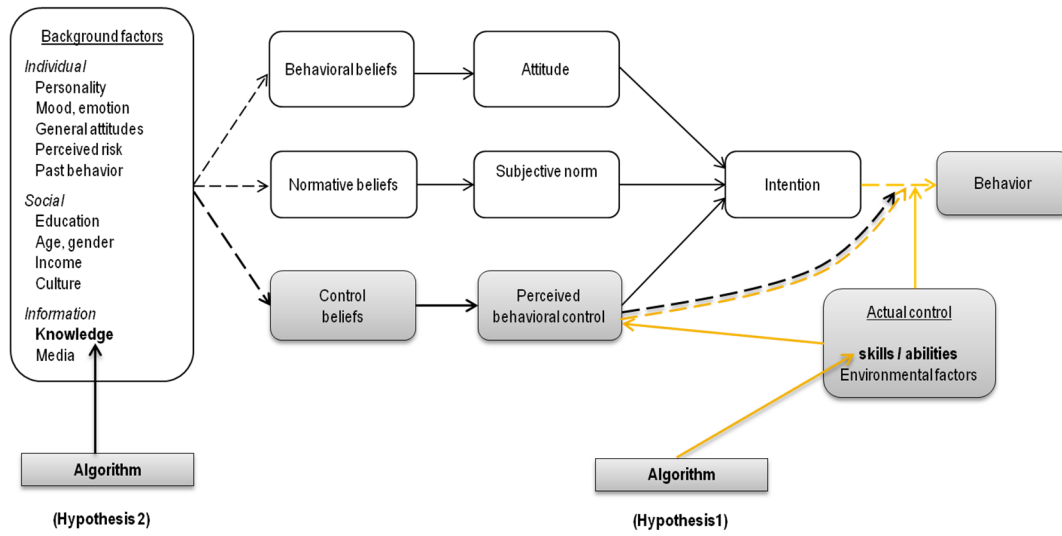 Background factors
Individual
Personality
Mood, emotion
General attitudes
Perceived risk
Past behavior
Social
Education
Age, gender
Income
Culture
Information
Knowledge
Media
Algorithm
(Hypothesis 2)
Behavioral beliefs
Attitude
Normative beliefs
Subjective norm
Control
beliefs
Perceived
behavioral control
Intention
Behavior
Actual control
skills / abilities
Environmental factors
Algorithm
(Hypothesis1)